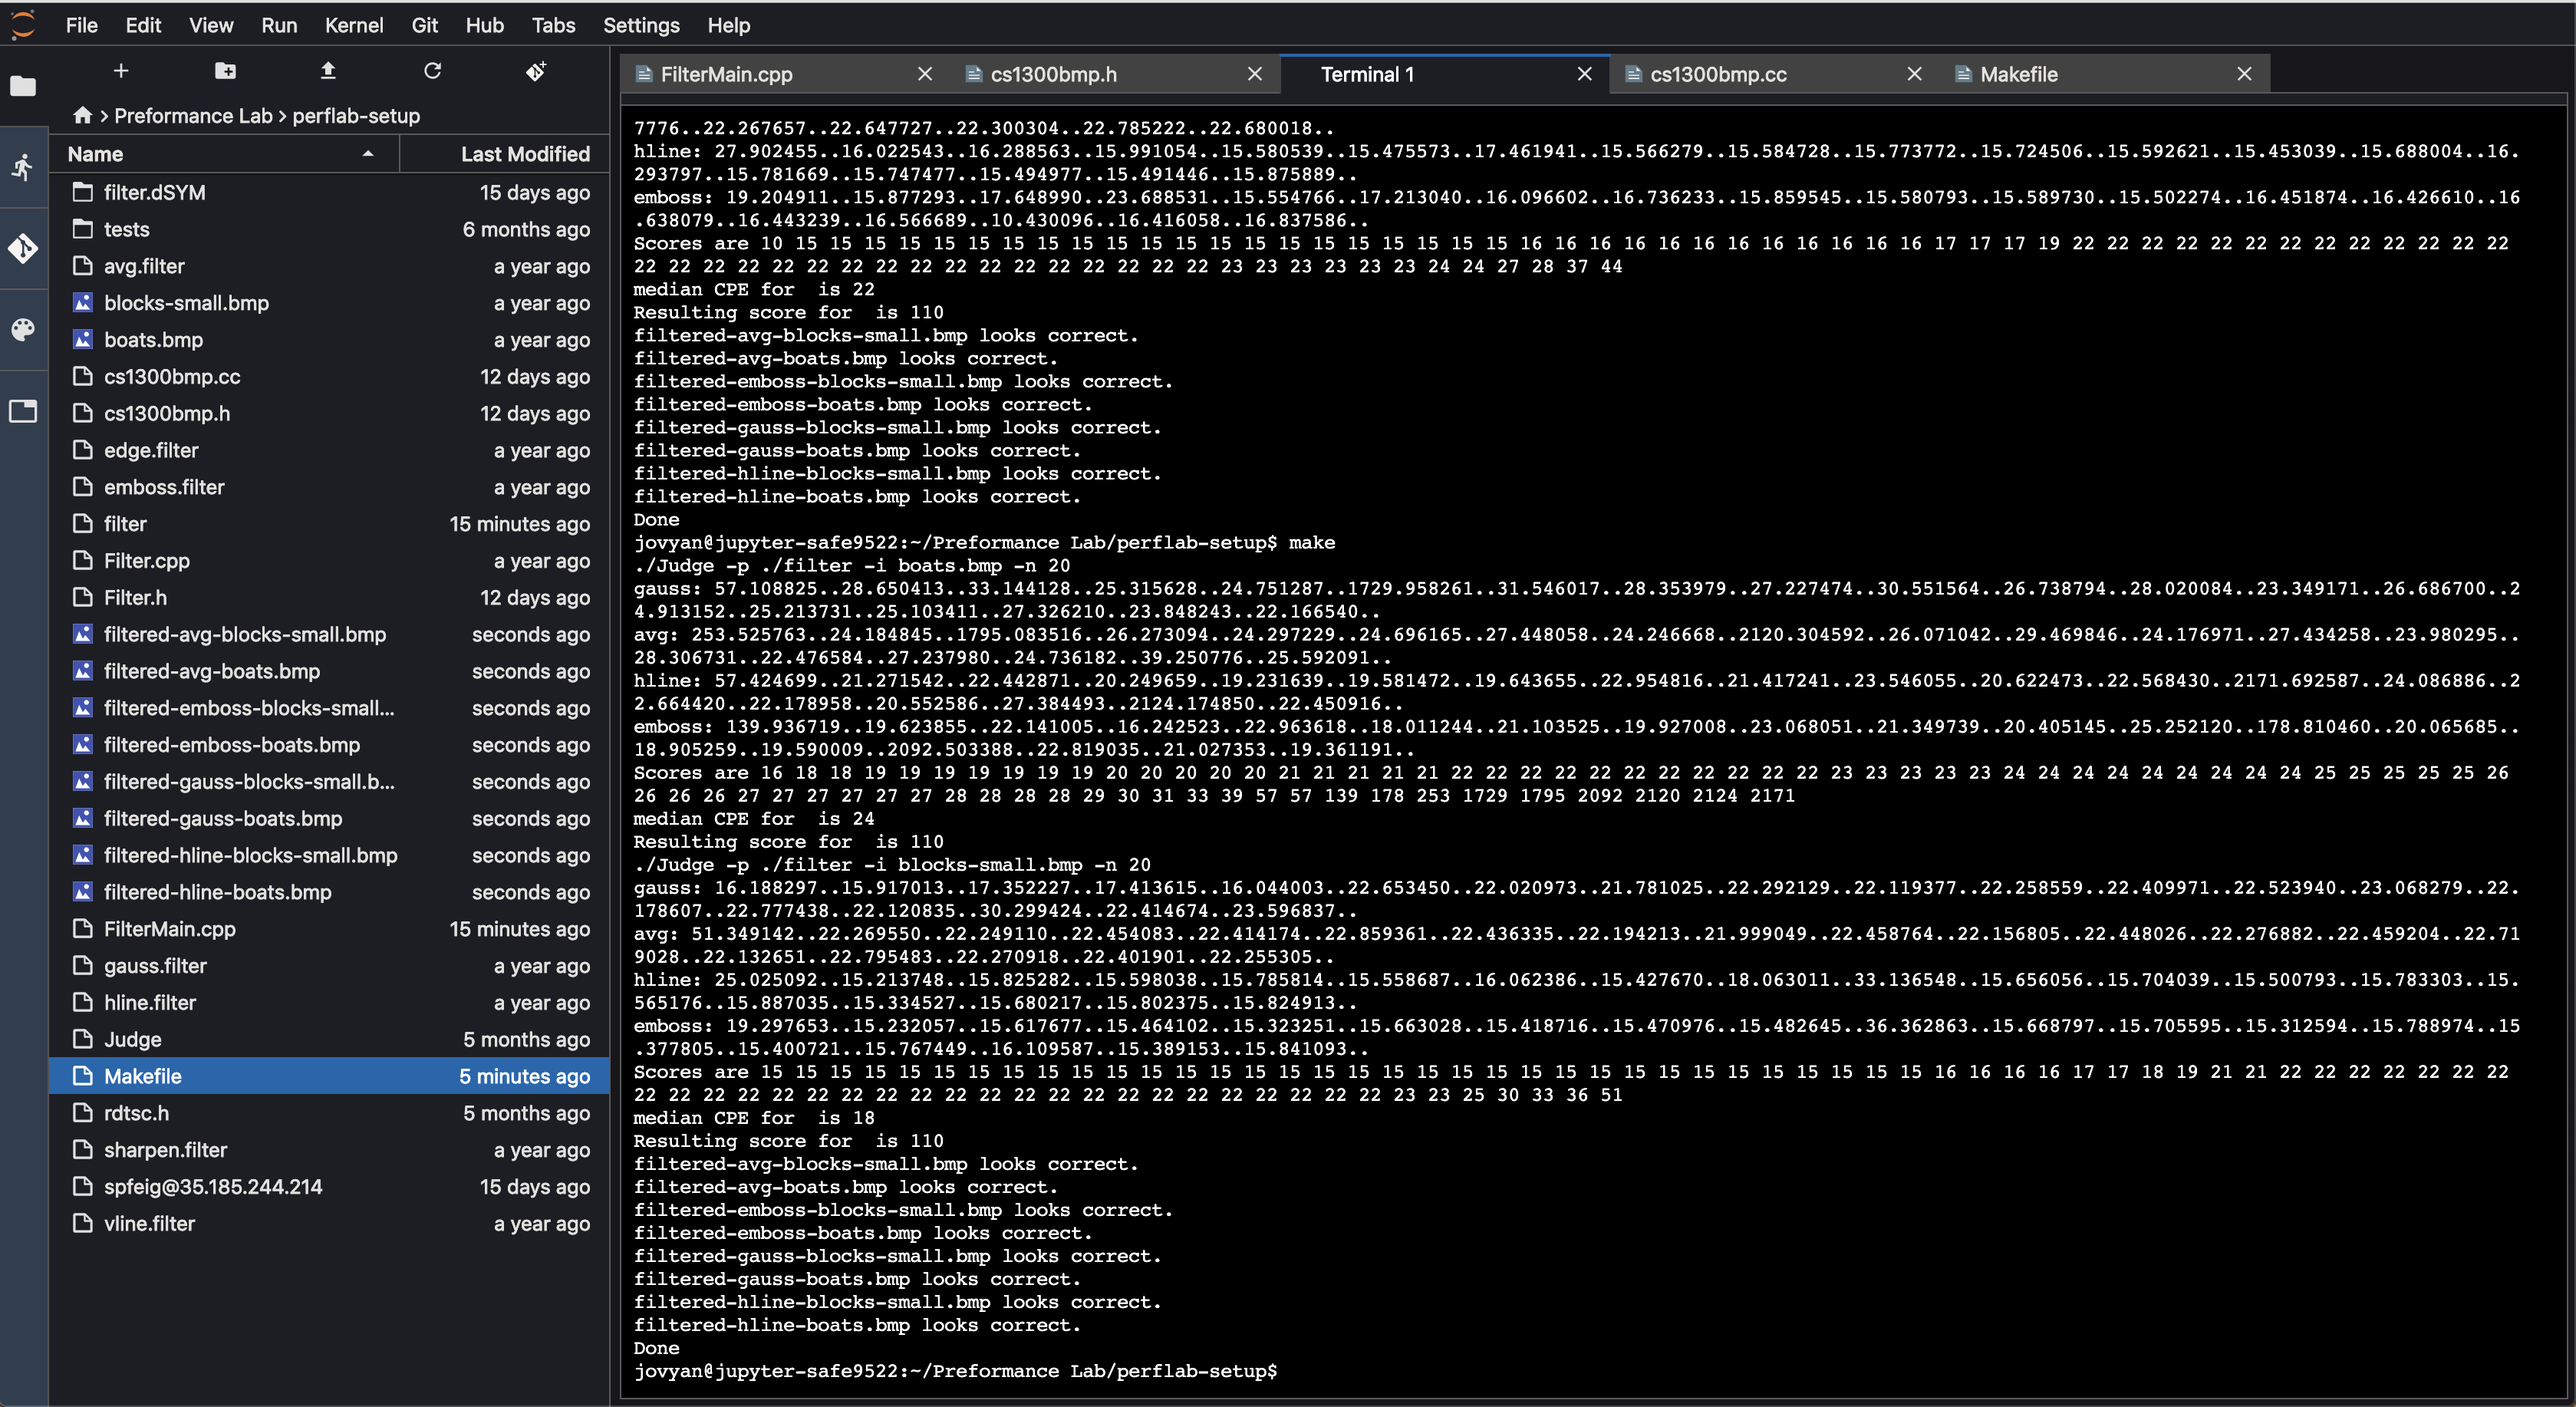 File Edit View Run Kernel Git Hub Tabs Settings Help
FilterMain.cpp cs1300bmp.h Terminal 1 cs1300bmp.cc Makefile
Preformance Lab perflab-setup
Name Last Modified
filter.dSYM 15 days ago
tests 6 months ago
avg.filter a year ago
blocks-small.bmp a year ago
boats.bmp a year ago
cs1300bmp.cc 12 days ago
cs1300bmp.h 12 days ago
edge.filter a year ago
emboss.filter a year ago
filter 15 minutes ago
Filter.cpp a year ago
Filter.h 12 days ago
filtered-avg-blocks-small.bmp seconds ago
filtered-avg-boats.bmp seconds ago
filtered-emboss-blocks-small... seconds ago
filtered-emboss-boats.bmp seconds ago
filtered-gauss-blocks-small.b... seconds ago
filtered-gauss-boats.bmp seconds ago
filtered-hline-blocks-small.bmp seconds ago
filtered-hline-boats.bmp seconds ago
FilterMain.cpp 15 minutes ago
gauss.filter a year ago
hline.filter a year ago
Judge 5 months ago
Makefile 5 minutes ago
rdtsc.h 5 months ago
sharpen.filter a year ago
spfeig@35.185.244.214 15 days ago
vline.filter a year ago
7776..22.267657..22.647727..22.300304..22.785222..22.680018..
hline: 27.902455..16.022543..16.288563..15.991054..15.580539..15.475573..17.461941..15.566279..15.584728..15.773772..15.724506..15.592621..15.453039..15.688004..16.
293797..15.781669..15.747477..15.494977..15.491446..15.875889..
emboss: 19.204911..15.877293..17.648990..23.688531..15.554766..17.213040..16.096602..16.736233..15.859545..15.580793..15.589730..15.502274..16.451874..16.426610..16
.638079..16.443239..16.566689..10.430096..16.416058..16.837586..
Scores are 10 15 15 15 15 15 15 15 15 15 15 15 15 15 15 15 15 15 15 15 15 15 16 16 16 16 16 16 16 16 16 16 16 16 17 17 17 19 22 22 22 22 22 22 22 22 22 22 22 22 22
22 22 22 22 22 22 22 22 22 22 22 22 22 22 22 22 22 23 23 23 23 23 23 24 24 27 28 37 44
median CPE for  is 22
Resulting score for  is 110
filtered-avg-blocks-small.bmp looks correct.
filtered-avg-boats.bmp looks correct.
filtered-emboss-blocks-small.bmp looks correct.
filtered-emboss-boats.bmp looks correct.
filtered-gauss-blocks-small.bmp looks correct.
filtered-gauss-boats.bmp looks correct.
filtered-hline-blocks-small.bmp looks correct.
filtered-hline-boats.bmp looks correct.
Done
jovyan@jupyter-safe9522:~/Preformance Lab/perflab-setup$ make
./Judge -p ./filter -i boats.bmp -n 20
gauss: 57.108825..28.650413..33.144128..25.315628..24.751287..1729.958261..31.546017..28.353979..27.227474..30.551564..26.738794..28.020084..23.349171..26.686700..2
4.913152..25.213731..25.103411..27.326210..23.848243..22.166540..
avg: 253.525763..24.184845..1795.083516..26.273094..24.297229..24.696165..27.448058..24.246668..2120.304592..26.071042..29.469846..24.176971..27.434258..23.980295..
28.306731..22.476584..27.237980..24.736182..39.250776..25.592091..
hline: 57.424699..21.271542..22.442871..20.249659..19.231639..19.581472..19.643655..22.954816..21.417241..23.546055..20.622473..22.568430..2171.692587..24.086886..2
2.664420..22.178958..20.552586..27.384493..2124.174850..22.450916..
emboss: 139.936719..19.623855..22.141005..16.242523..22.963618..18.011244..21.103525..19.927008..23.068051..21.349739..20.405145..25.252120..178.810460..20.065685..
18.905259..19.590009..2092.503388..22.819035..21.027353..19.361191..
Scores are 16 18 18 19 19 19 19 19 19 19 20 20 20 20 20 21 21 21 21 21 22 22 22 22 22 22 22 22 22 22 22 23 23 23 23 23 24 24 24 24 24 24 24 24 24 25 25 25 25 25 26
26 26 26 27 27 27 27 27 27 28 28 28 28 29 30 31 33 39 57 57 139 178 253 1729 1795 2092 2120 2124 2171
median CPE for  is 24
Resulting score for  is 110
./Judge -p ./filter -i blocks-small.bmp -n 20
gauss: 16.188297..15.917013..17.352227..17.413615..16.044003..22.653450..22.020973..21.781025..22.292129..22.119377..22.258559..22.409971..22.523940..23.068279..22.
178607..22.777438..22.120835..30.299424..22.414674..23.596837..
avg: 51.349142..22.269550..22.249110..22.454083..22.414174..22.859361..22.436335..22.194213..21.999049..22.458764..22.156805..22.448026..22.276882..22.459204..22.71
9028..22.132651..22.795483..22.270918..22.401901..22.255305..
hline: 25.025092..15.213748..15.825282..15.598038..15.785814..15.558687..16.062386..15.427670..18.063011..33.136548..15.656056..15.704039..15.500793..15.783303..15.
565176..15.887035..15.334527..15.680217..15.802375..15.824913..
emboss: 19.297653..15.232057..15.617677..15.464102..15.323251..15.663028..15.418716..15.470976..15.482645..36.362863..15.668797..15.705595..15.312594..15.788974..15
.377805..15.400721..15.767449..16.109587..15.389153..15.841093..
Scores are 15 15 15 15 15 15 15 15 15 15 15 15 15 15 15 15 15 15 15 15 15 15 15 15 15 15 15 15 15 15 15 15 15 15 16 16 16 16 17 17 18 19 21 21 22 22 22 22 22 22 22
22 22 22 22 22 22 22 22 22 22 22 22 22 22 22 22 22 22 22 22 22 23 23 25 30 33 36 51
median CPE for  is 18
Resulting score for  is 110
filtered-avg-blocks-small.bmp looks correct.
filtered-avg-boats.bmp looks correct.
filtered-emboss-blocks-small.bmp looks correct.
filtered-emboss-boats.bmp looks correct.
filtered-gauss-blocks-small.bmp looks correct.
filtered-gauss-boats.bmp looks correct.
filtered-hline-blocks-small.bmp looks correct.
filtered-hline-boats.bmp looks correct.
Done
jovyan@jupyter-safe9522:~/Preformance Lab/perflab-setup$